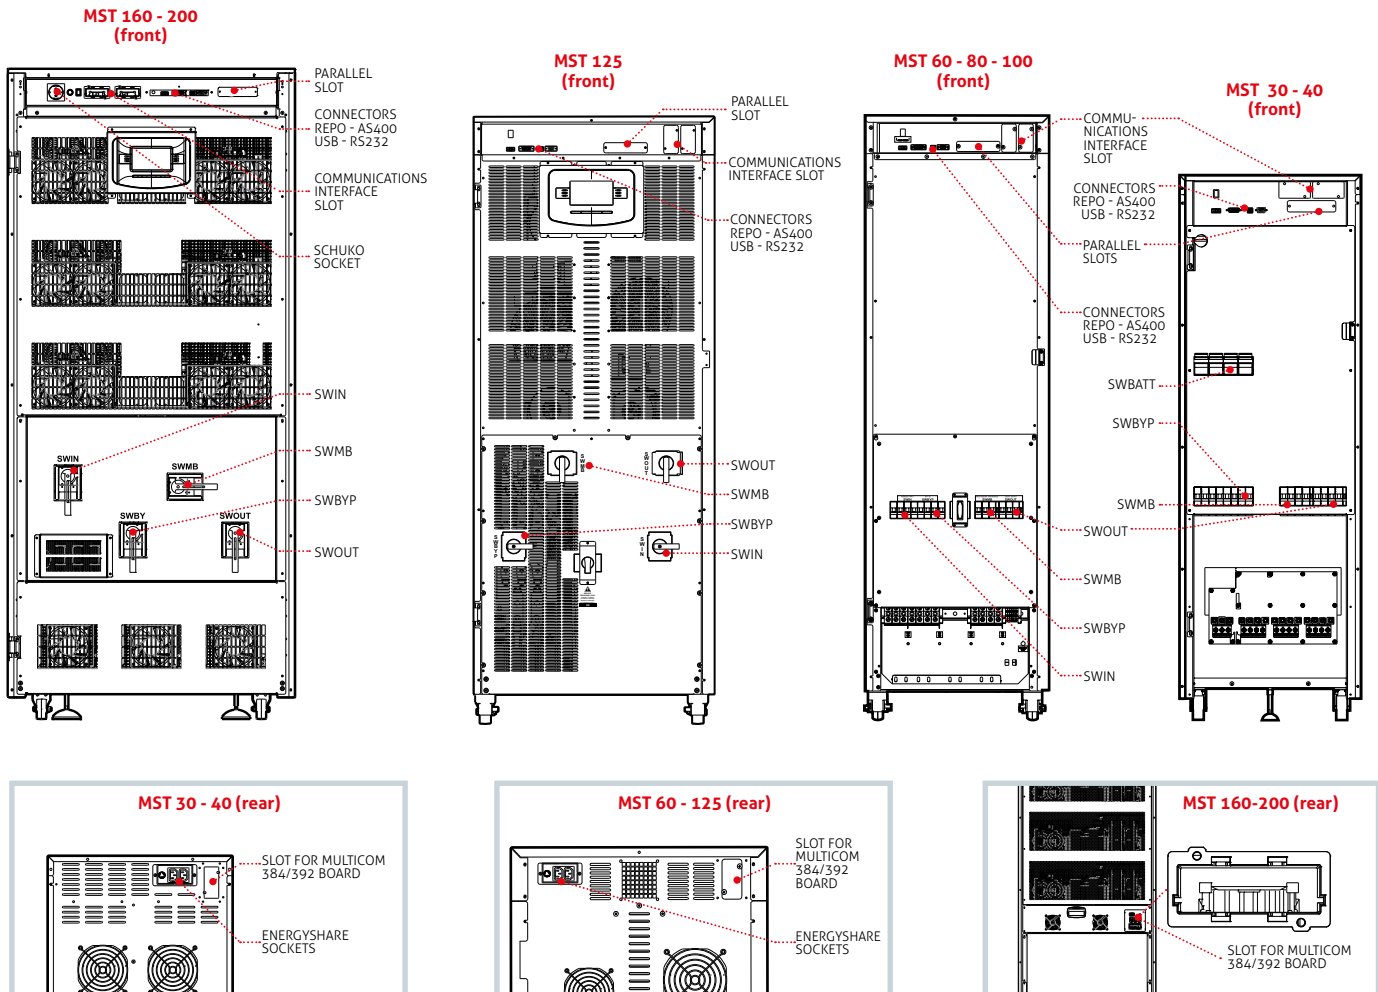 MST 160 - 200
(front)
PARALLEL
SLOT
CONNECTORS
REPO - AS400
USB - RS232
COMMUNICATIONS
INTERFACE
SLOT
SCHUKO
SOCKET
SWIN
SWMB
SWBYP
SWOUT
SWIN
SWMB
SWBY
SWOUT
MST 125
(front)
PARALLEL
SLOT
COMMUNICATIONS
INTERFACE SLOT
CONNECTORS
REPO - AS400
USB - RS232
SWOUT
SWMB
SWBYP
SWIN
SWMB
SWOUT
SWBYP
SWIN
MST 60 - 80 - 100
(front)
COMMU-
NICATIONS
INTERFACE
SLOT
CONNECTORS
REPO - AS400
USB - RS232
PARALLEL
SLOTS
CONNECTORS
REPO - AS400
USB - RS232
SWBATT
SWBYP
SWMB
SWOUT
SWMB
SWBYP
SWIN
MST 30 - 40
(front)
MST 30 - 40 (rear)
SLOT FOR MULTICOM
384/392 BOARD
ENERGYSHARE
SOCKETS
MST 60 - 125 (rear)
SLOT FOR
MULTICOM
384/392
BOARD
ENERGYSHARE
SOCKETS
MST 160-200 (rear)
SLOT FOR MULTICOM
384/392 BOARD